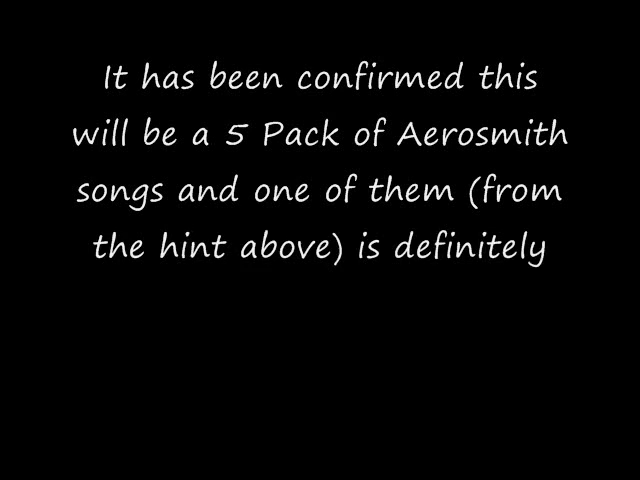 It has been confirmed this
will be a 5 Pack of Aerosmith
songs and one of them (from
the hint above) is definitely